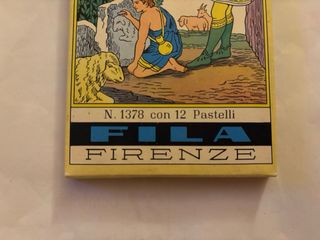 N. 1378 con 12 Pastelli
FILA
FIRENZE